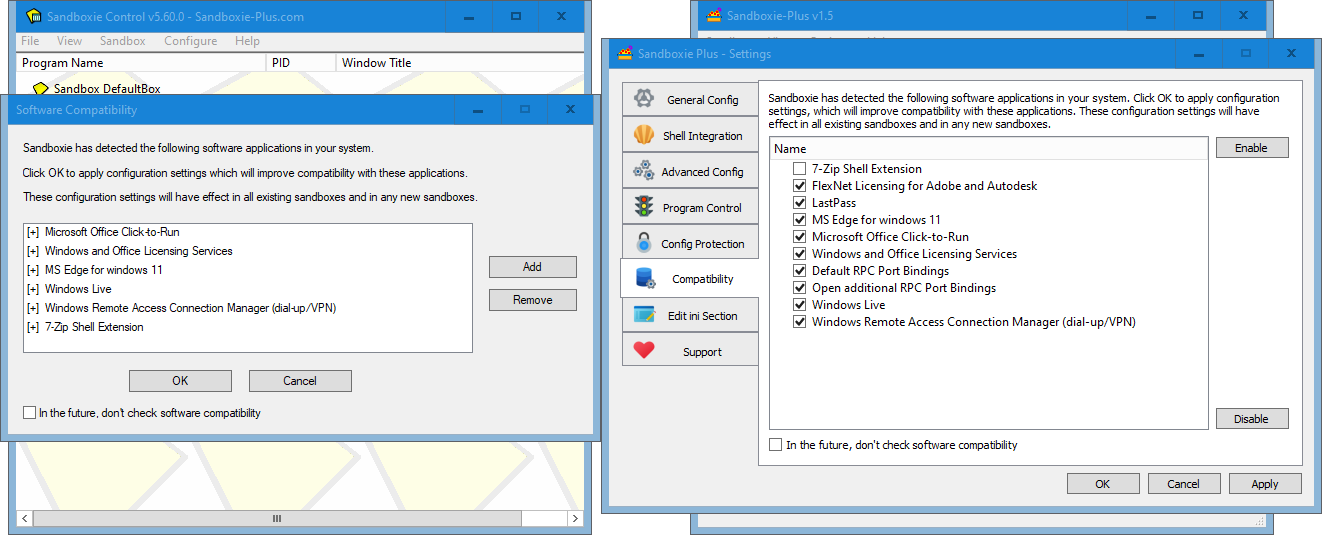 Sandboxie Control v5.60.0 - Sandboxie-Plus.com
File View Sandbox Configure Help
Program Name PID Window Title
Sandbox DefaultBox
Software Compatibility
Sandboxie has detected the following software applications in your system.
Click OK to apply configuration settings which will improve compatibility with these applications.
These configuration settings will have effect in all existing sandboxes and in any new sandboxes.
[+] Microsoft Office Click-to-Run
[+] Windows and Office Licensing Services
[+] MS Edge for windows 11
[+] Windows Live
[+] Windows Remote Access Connection Manager (dial-up/VPN)
[+] 7-Zip Shell Extension
Add
Remove
OK Cancel
In the future, don't check software compatibility
Sandboxie-Plus v1.5
Sandboxie Plus - Settings
General Config
Shell Integration
Advanced Config
Program Control
Config Protection
Compatibility
Edit ini Section
Support
Sandboxie has detected the following software applications in your system. Click OK to apply configuration
settings, which will improve compatibility with these applications. These configuration settings will have
effect in all existing sandboxes and in any new sandboxes.
Name
7-Zip Shell Extension
FlexNet Licensing for Adobe and Autodesk
LastPass
MS Edge for windows 11
Microsoft Office Click-to-Run
Windows and Office Licensing Services
Default RPC Port Bindings
Open additional RPC Port Bindings
Windows Live
Windows Remote Access Connection Manager (dial-up/VPN)
Enable
Disable
In the future, don't check software compatibility
OK Cancel Apply